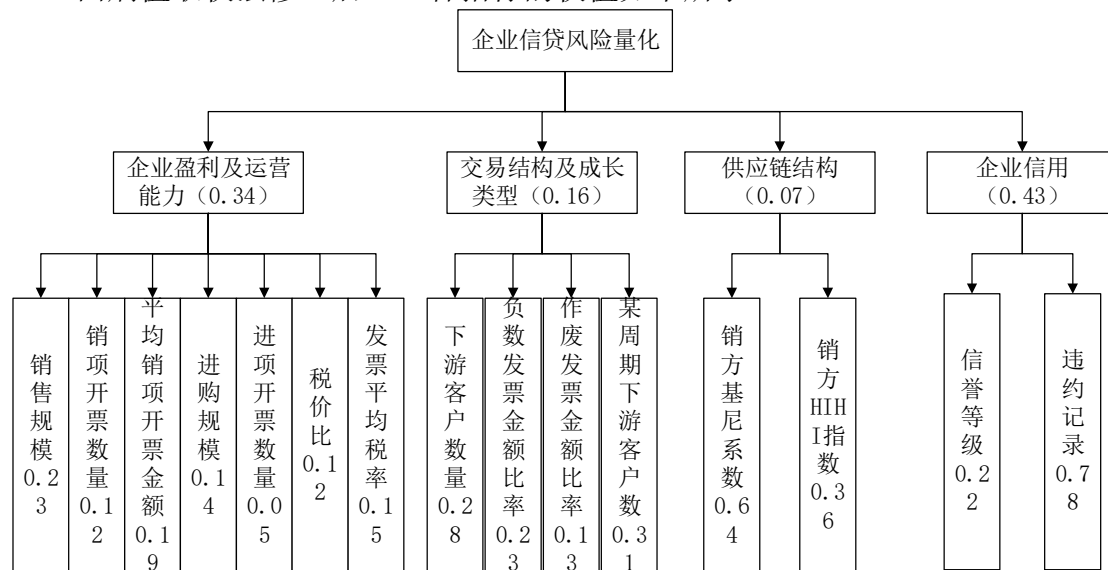 企业信贷风险量化
企业盈利及运营
能力（0.34）
交易结构及成长
类型（0.16）
供应链结构
（0.07）
企业信用
（0.43）
销售规模0.23
销项开票数量0.12
平均销项开票金额0.19
进购规模0.14
进项开票数量0.05
税价比0.12
发票平均税率0.15
下游客户数量0.28
负数发票金额比率0.23
作废发票金额比率0.13
某周期下游客户数0.31
销方基尼系数0.64
销方HIHI指数0.36
信誉等级0.22
违约记录0.78